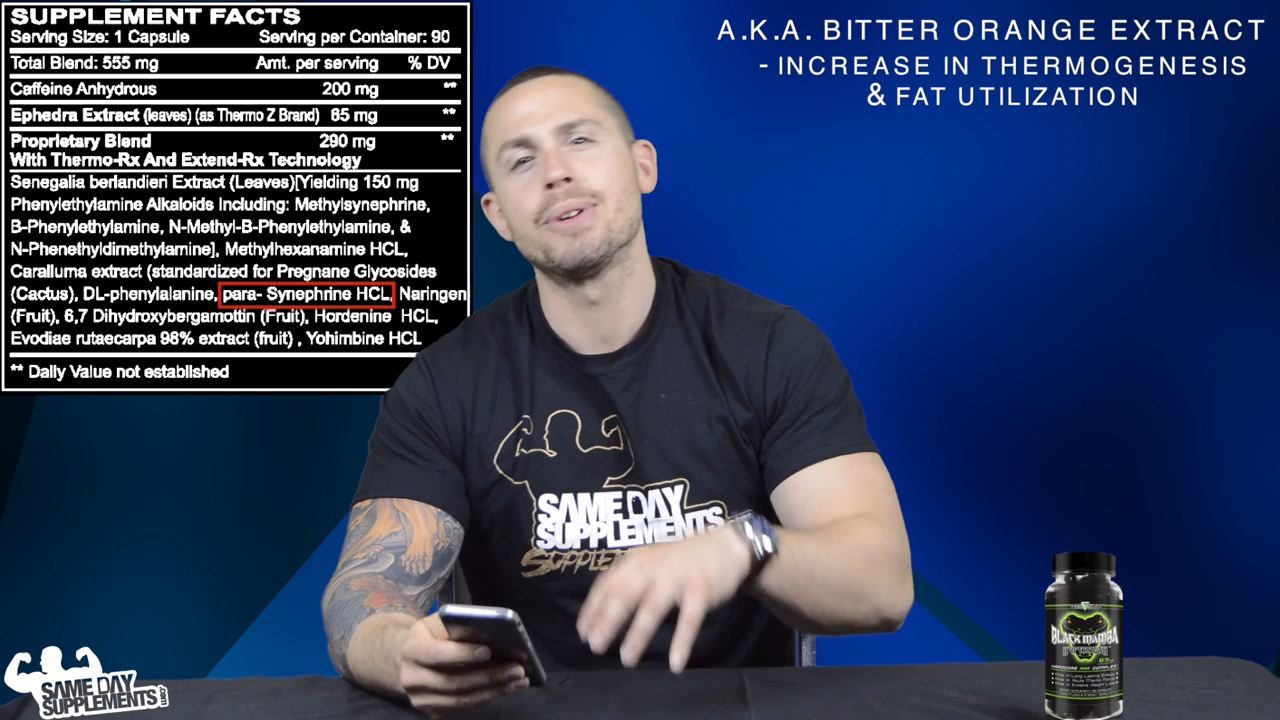 SUPPLEMENT FACTS
Serving Size: 1 Capsule Serving per Container: 90
Total Blend: 555 mg Amt. per serving % DV
Caffeine Anhydrous 200 mg **
Ephedra Extract (leaves) (as Thermo Z Brand) 65 mg **
Proprietary Blend 290 mg **
With Thermo-Rx And Extend-Rx Technology
Senegalia berlandieri Extract (Leaves)[Yielding 150 mg
Phenylethylamine Alkaloids Including: Methylsynephrine,
B-Phenylethylamine, N-Methyl-B-Phenylethylamine, &
N-Phenethyldimethylamine], Methylhexanamine HCL,
Caralluma extract (standardized for Pregnane Glycosides
(Cactus), DL-phenylalanine, para- Synephrine HCL, Naringen
(Fruit), 6,7 Dihydroxybergamottin (Fruit), Hordenine HCL,
Evodiae rutaecarpa 98% extract (fruit) , Yohimbine HCL
** Daily Value not established
A.K.A. BITTER ORANGE EXTRACT
- INCREASE IN THERMOGENESIS
& FAT UTILIZATION
SAME DAY
SUPPLEMENTS
BLACK MAMBA
HYPERRUSH
SAME DAY
SUPPLEMENTS.COM